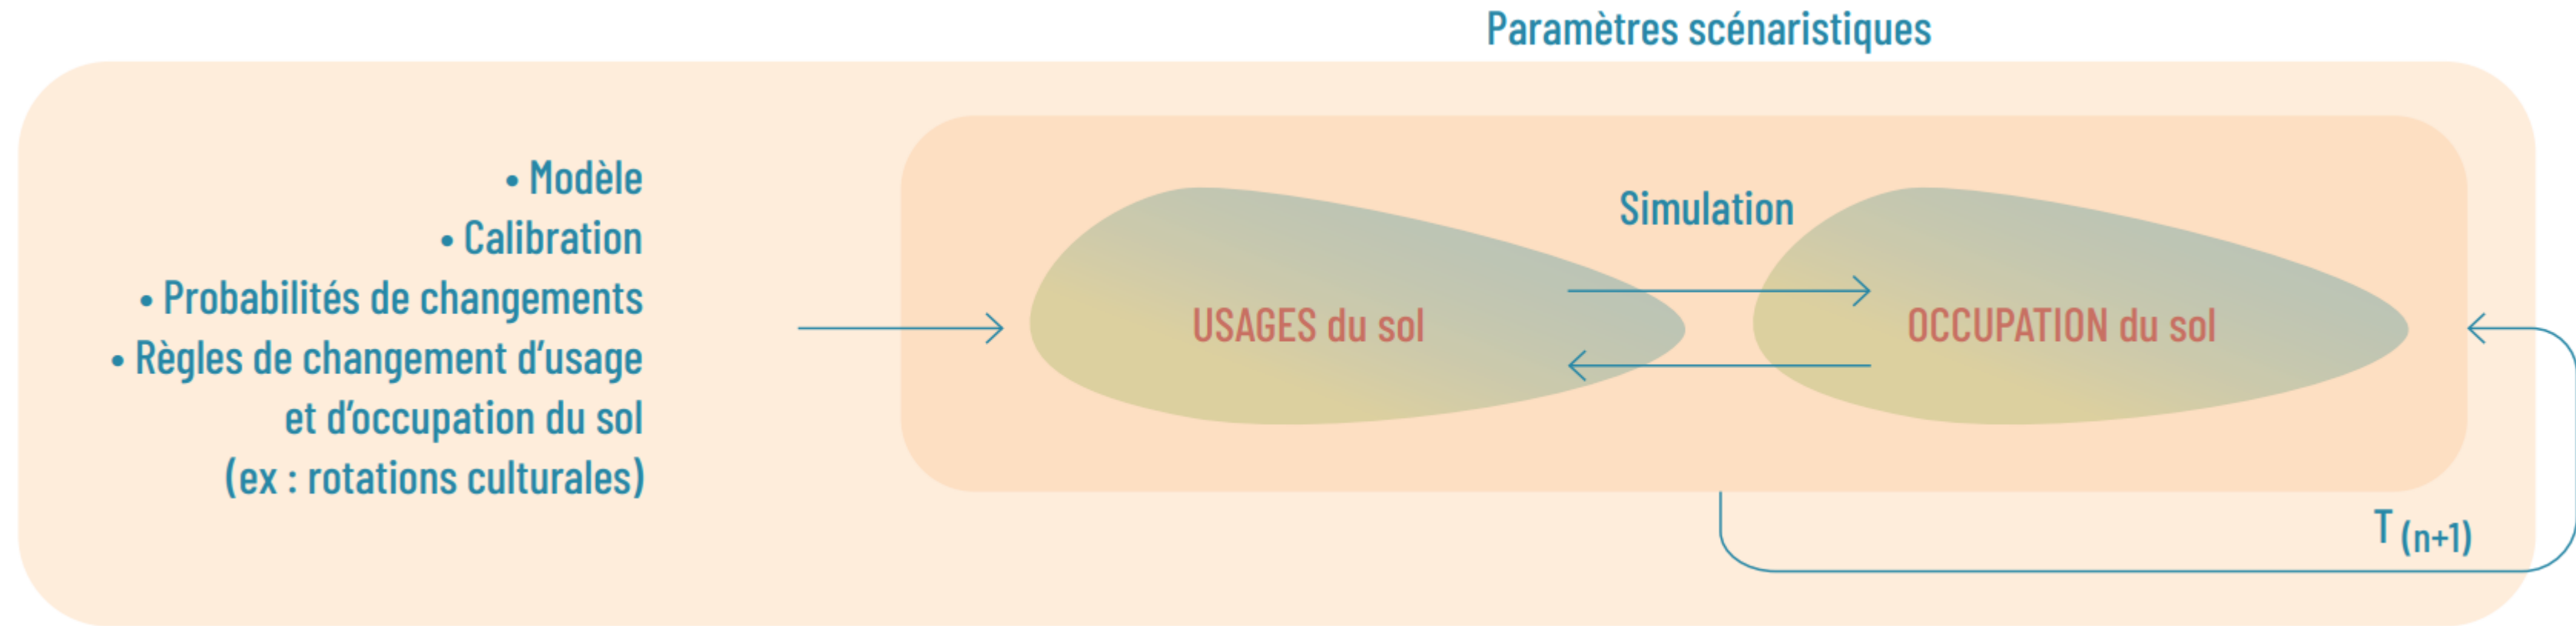 Paramètres scénaristiques
• Modèle
• Calibration
• Probabilités de changements
• Règles de changement d’usage
et d’occupation du sol
(ex : rotations culturales)
Simulation
USAGES du sol
OCCUPATION du sol
T (n+1)